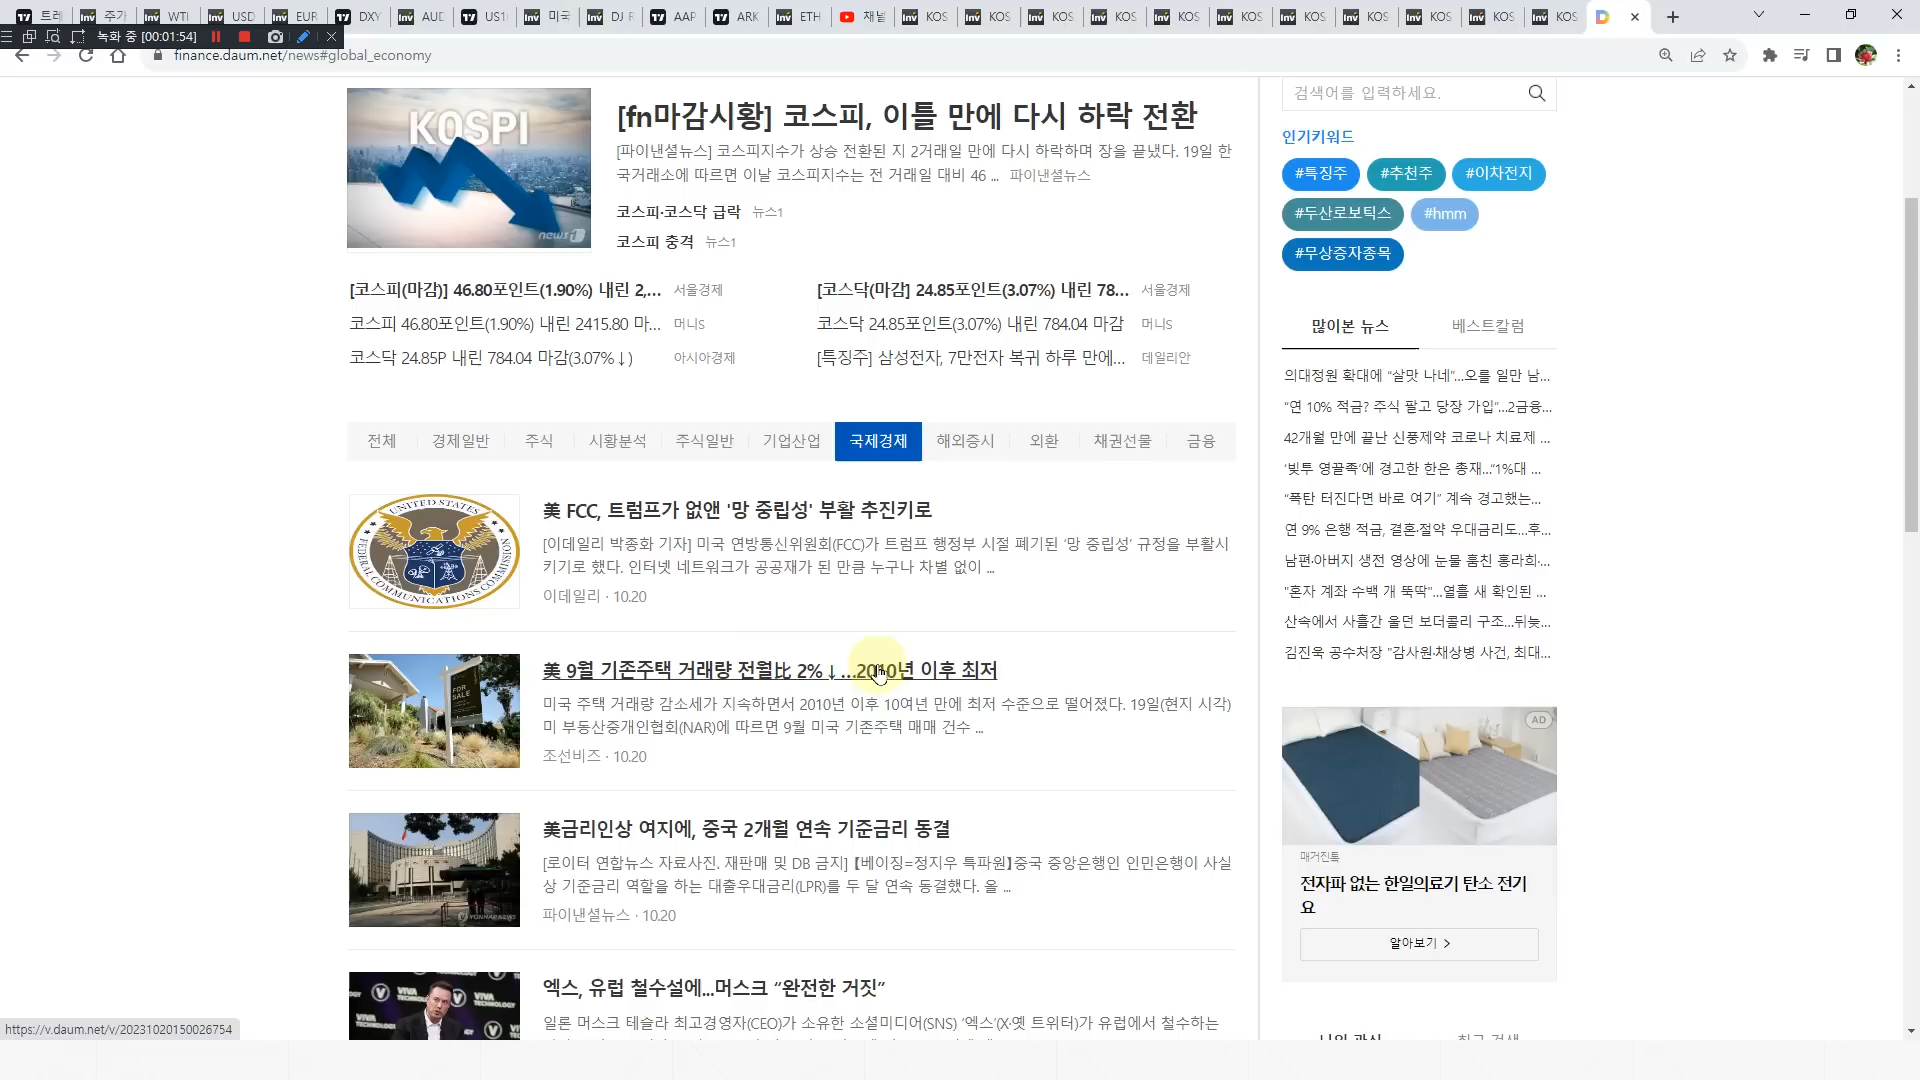 트레
주가
WTI
USD
EUR
DXY
AUD
US1
미국
DJ
AAP
ARK
ETH
채널
KOS
KOS
KOS
KOS
KOS
KOS
KOS
KOS
KOS
KOS
KOS
녹화 중 [00:01:54]
finance.daum.net/news#global_economy
KOSPI
news1
[fn마감시황] 코스피, 이틀 만에 다시 하락 전환
[파이낸셜뉴스] 코스피지수가 상승 전환된 지 2거래일 만에 다시 하락하며 장을 끝냈다. 19일 한
국거래소에 따르면 이날 코스피지수는 전 거래일 대비 46 ... 파이낸셜뉴스
코스피·코스닥 급락 뉴스1
코스피 충격 뉴스1
[코스피(마감)] 46.80포인트(1.90%) 내린 2,... 서울경제
[코스닥(마감] 24.85포인트(3.07%) 내린 78... 서울경제
코스피 46.80포인트(1.90%) 내린 2415.80 마... 머니S
코스닥 24.85포인트(3.07%) 내린 784.04 마감 머니S
코스닥 24.85P 내린 784.04 마감(3.07%↓) 아시아경제
[특징주] 삼성전자, 7만전자 복귀 하루 만에... 데일리안
전체 경제일반 주식 시황분석 주식일반 기업산업 국제경제 해외증시 외환 채권선물 금융
UNITED STATES
FEDERAL COMMUNICATIONS COMMISSION
美 FCC, 트럼프가 없앤 '망 중립성' 부활 추진키로
[이데일리 박종화 기자] 미국 연방통신위원회(FCC)가 트럼프 행정부 시절 폐기된 ‘망 중립성’ 규정을 부활시
키기로 했다. 인터넷 네트워크가 공공재가 된 만큼 누구나 차별 없이 ...
이데일리 · 10.20
FOR SALE
美 9월 기존주택 거래량 전월比 2%↓...2010년 이후 최저
미국 주택 거래량 감소세가 지속하면서 2010년 이후 10여년 만에 최저 수준으로 떨어졌다. 19일(현지 시각)
미 부동산중개인협회(NAR)에 따르면 9월 미국 기존주택 매매 건수 ...
조선비즈 · 10.20
YONHAPNEWS
美금리인상 여지에, 중국 2개월 연속 기준금리 동결
[로이터 연합뉴스 자료사진. 재판매 및 DB 금지] 【베이징=정지우 특파원】중국 중앙은행인 인민은행이 사실
상 기준금리 역할을 하는 대출우대금리(LPR)를 두 달 연속 동결했다. 올 ...
파이낸셜뉴스 · 10.20
VIVA
TECHNOLOGY
엑스, 유럽 철수설에...머스크 “완전한 거짓”
일론 머스크 테슬라 최고경영자(CEO)가 소유한 소셜미디어(SNS) ‘엑스’(X·옛 트위터)가 유럽에서 철수하는
검색어를 입력하세요.
인기키워드
#특징주 #추천주 #이차전지
#두산로보틱스 #hmm
#무상증자종목
많이본 뉴스 베스트칼럼
의대정원 확대에 “살맛 나네”...오를 일만 남...
“연 10% 적금? 주식 팔고 당장 가입”...2금융...
42개월 만에 끝난 신풍제약 코로나 치료제 ...
‘빚투 영끌족’에 경고한 한은 총재...“1%대 ...
“폭탄 터진다면 바로 여기” 계속 경고했는...
연 9% 은행 적금, 결혼·절약 우대금리도...후...
남편·아버지 생전 영상에 눈물 훔친 홍라희·...
"혼자 계좌 수백 개 뚝딱"...열흘 새 확인된 ...
산속에서 사흘간 울던 보더콜리 구조...뒤늦...
김진욱 공수처장 "감사원·채상병 사건, 최대...
AD
매거진톡
전자파 없는 한일의료기 탄소 전기
요
알아보기 >
https://v.daum.net/v/20231020150026754